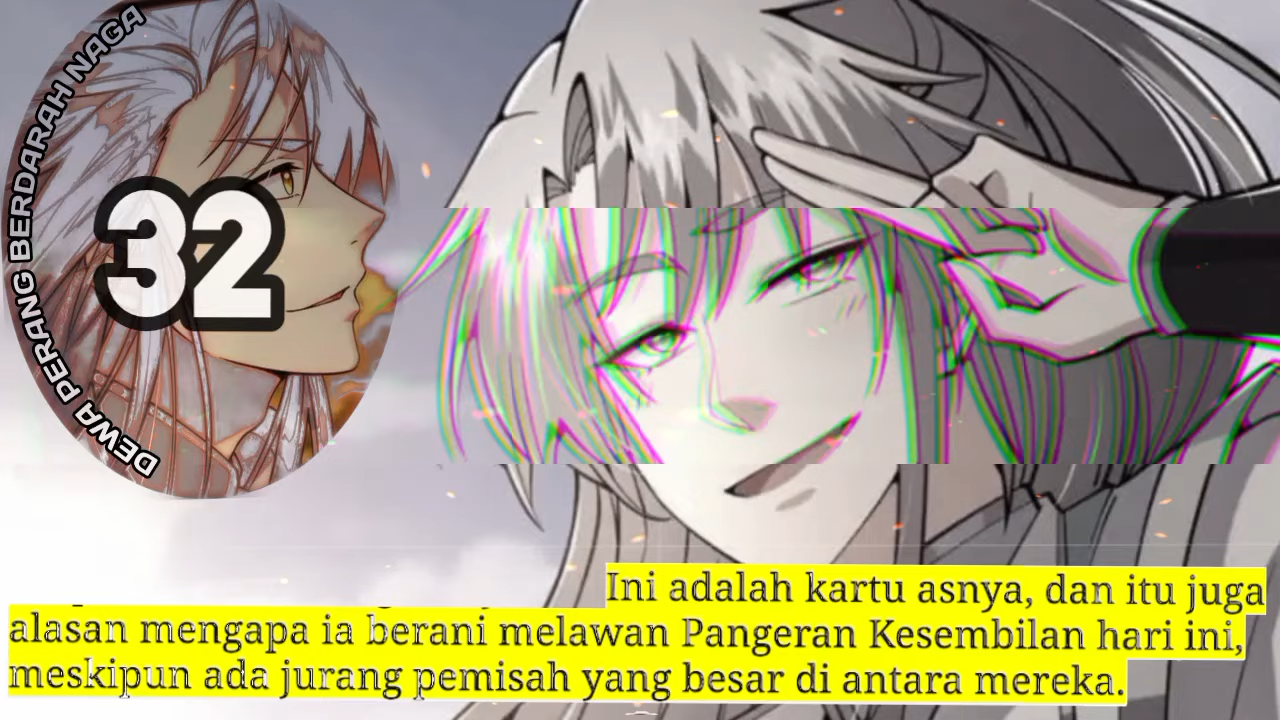 DEWA PERANG BERDARAH NAGA
32
Ini adalah kartu asnya, dan itu juga
alasan mengapa ia berani melawan Pangeran Kesembilan hari ini,
meskipun ada jurang pemisah yang besar di antara mereka.